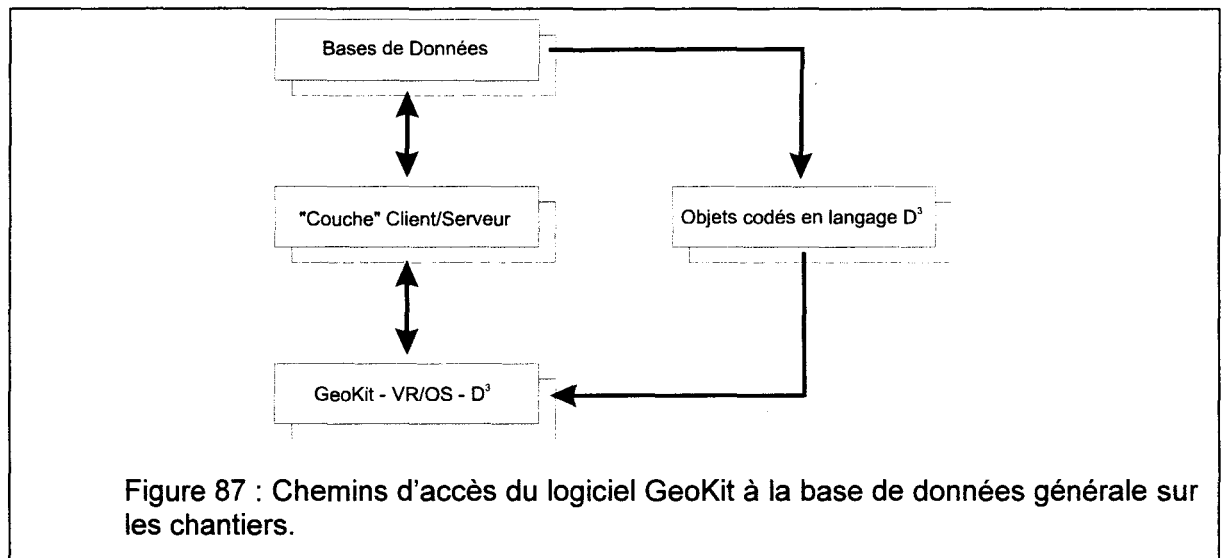 Bases de Données
"Couche" Client/Serveur
Objets codés en langage D³
GeoKit - VR/OS - D³
Figure 87 : Chemins d'accès du logiciel GeoKit à la base de données générale sur
les chantiers.